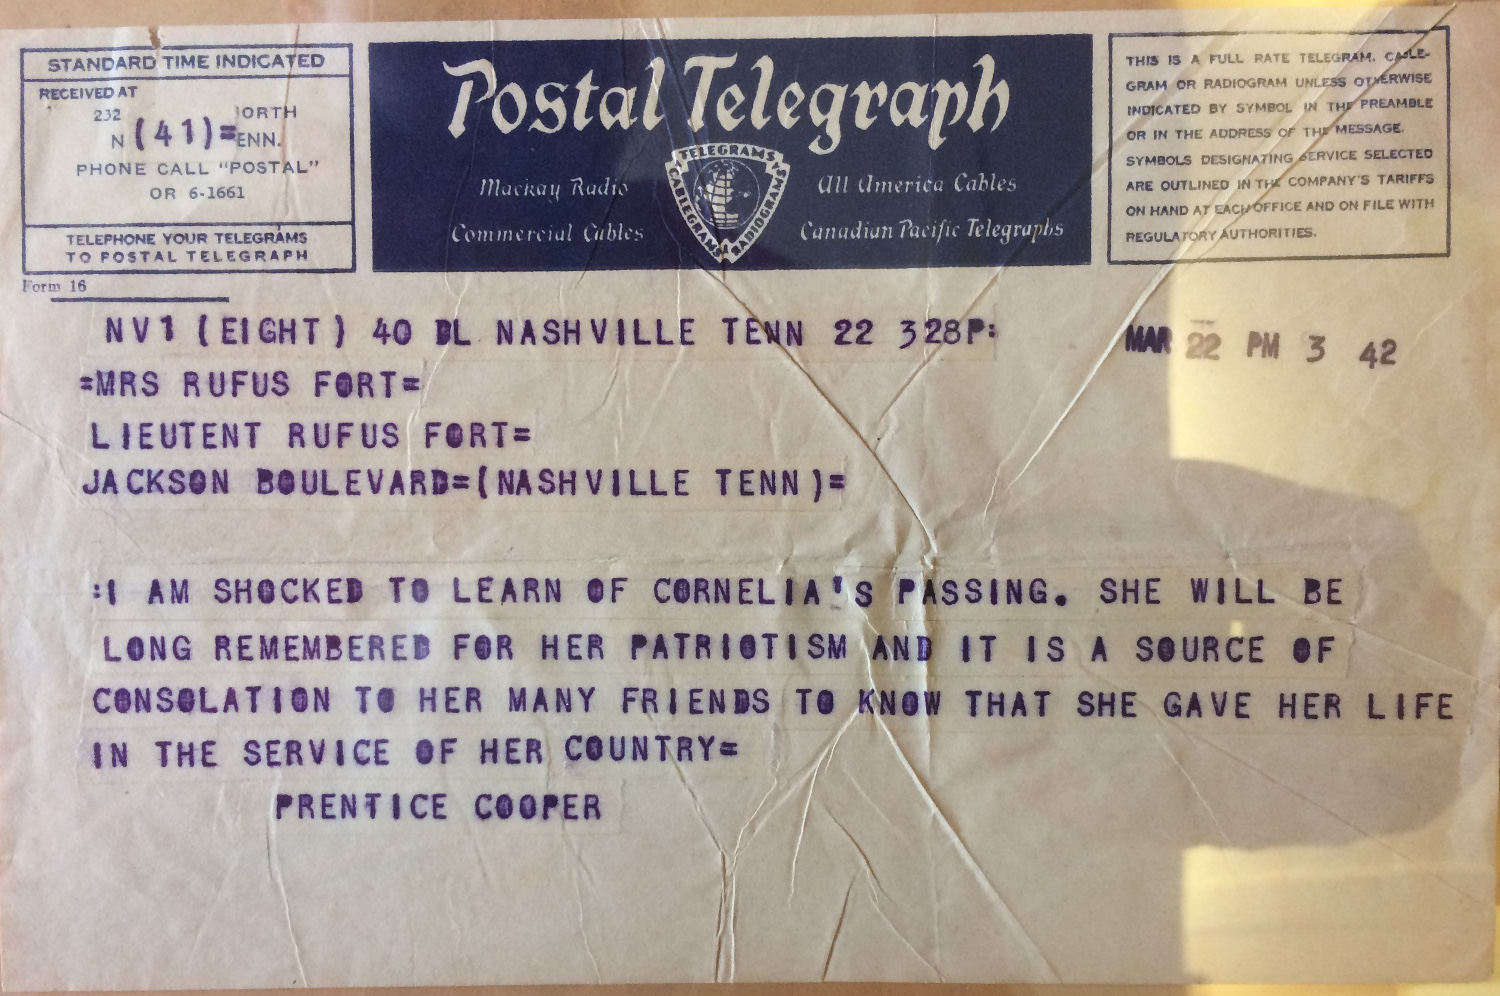 STANDARD TIME INDICATED
RECEIVED AT
232 ORTH
N (41)=ENN.
PHONE CALL "POSTAL"
OR 6-1661
TELEPHONE YOUR TELEGRAMS
TO POSTAL TELEGRAPH
Form 16
Postal Telegraph
Mackay Radio
Commercial Cables
TELEGRAMS
CABLEGRAMS
RADIOGRAMS
All America Cables
Canadian Pacific Telegraphs
THIS IS A FULL RATE TELEGRAM, CABLE-
GRAM OR RADIOGRAM UNLESS OTHERWISE
INDICATED BY SYMBOL IN THE PREAMBLE
OR IN THE ADDRESS OF THE MESSAGE.
SYMBOLS DESIGNATING SERVICE SELECTED
ARE OUTLINED IN THE COMPANY'S TARIFFS
ON HAND AT EACH OFFICE AND ON FILE WITH
REGULATORY AUTHORITIES.
NV1 (EIGHT) 40 DL NASHVILLE TENN 22 328P:
MAR 22 PM 3 42
=MRS RUFUS FORT=
LIEUTENT RUFUS FORT=
JACKSON BOULEVARD=(NASHVILLE TENN)=
:I AM SHOCKED TO LEARN OF CORNELIA'S PASSING. SHE WILL BE
LONG REMEMBERED FOR HER PATRIOTISM AND IT IS A SOURCE OF
CONSOLATION TO HER MANY FRIENDS TO KNOW THAT SHE GAVE HER LIFE
IN THE SERVICE OF HER COUNTRY=
PRENTICE COOPER